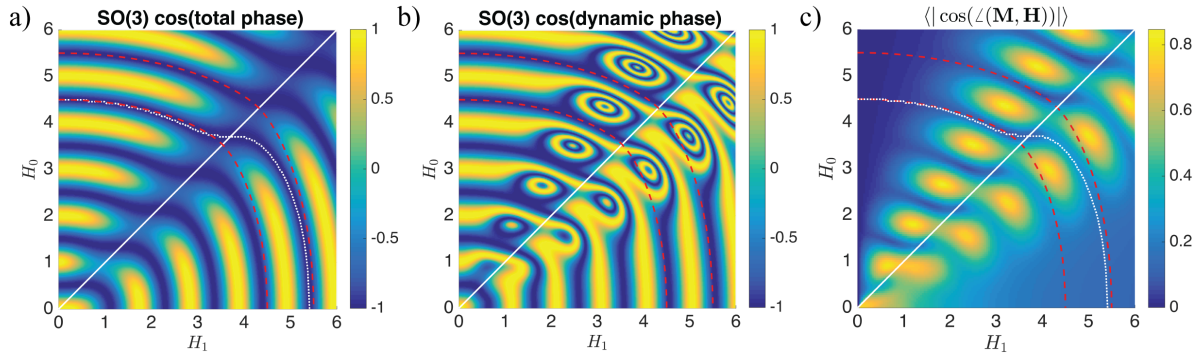 a)
SO(3) cos(total phase)
H₀
6
5
4
3
2
1
0
0 1 2 3 4 5 6
H₁
1
0.5
0
-0.5
-1
b)
SO(3) cos(dynamic phase)
H₀
6
5
4
3
2
1
0
0 1 2 3 4 5 6
H₁
1
0.5
0
-0.5
-1
c)
⟨| cos(∠(M, H))|⟩
H₀
6
5
4
3
2
1
0
0 1 2 3 4 5 6
H₁
0.8
0.6
0.4
0.2
0